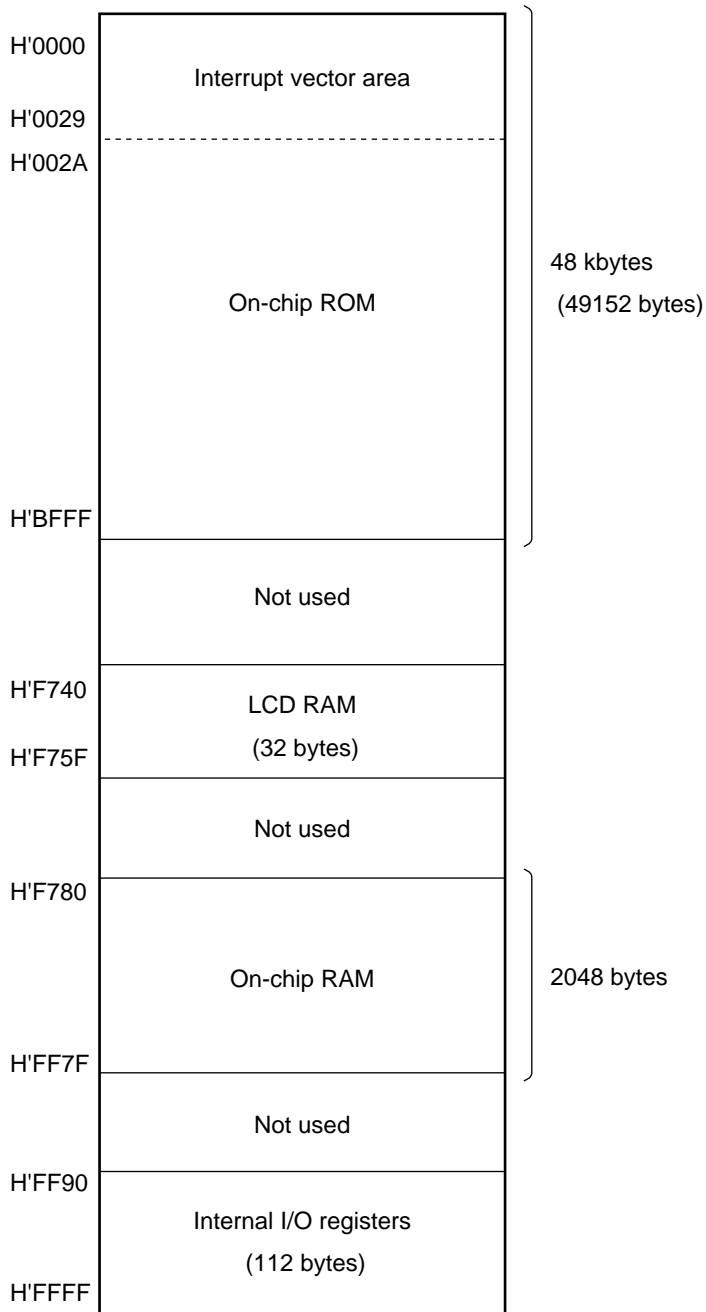 H'0000
Interrupt vector area
H'0029
H'002A
48 kbytes
(49152 bytes)
On-chip ROM
H'BFFF
Not used
H'F740
LCD RAM
(32 bytes)
H'F75F
Not used
H'F780
On-chip RAM
2048 bytes
H'FF7F
Not used
H'FF90
Internal I/O registers
(112 bytes)
H'FFFF